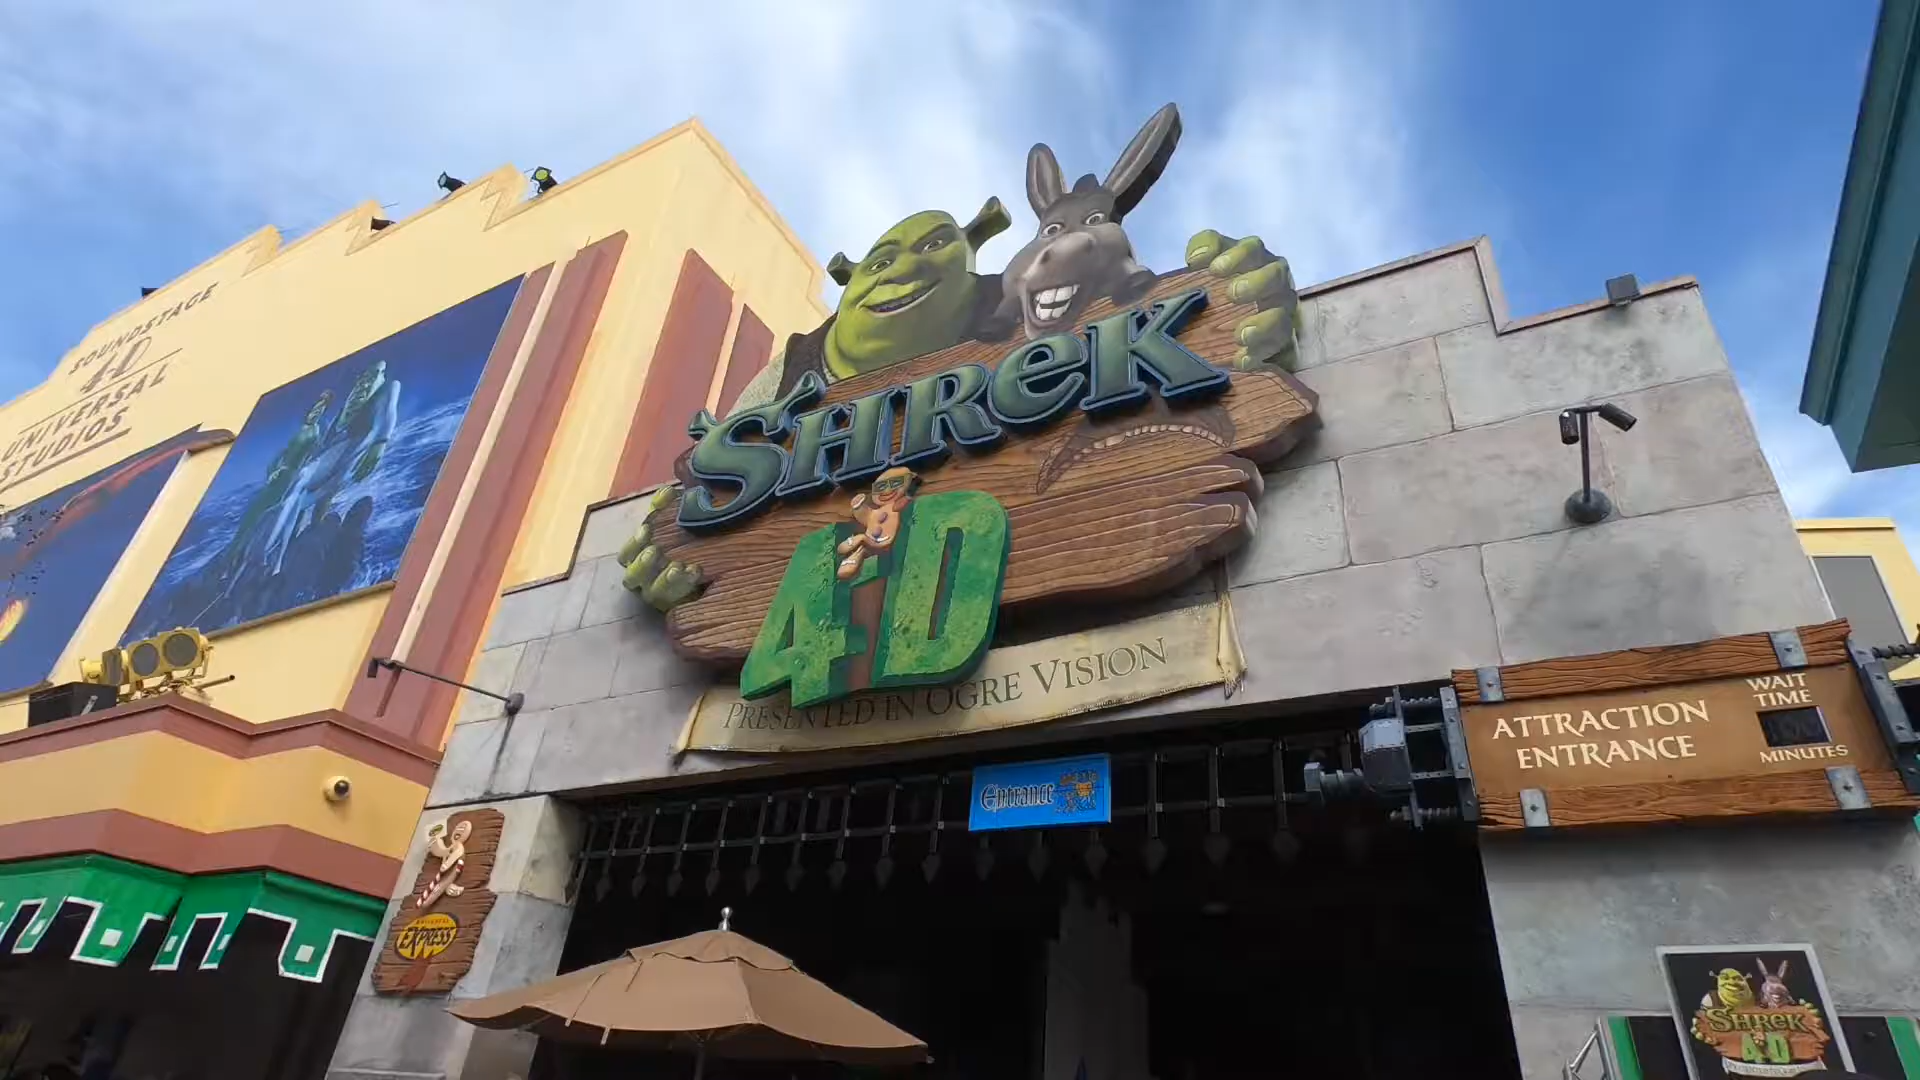 SOUNDSTAGE
4D
UNIVERSAL
STUDIOS
SHREK
4-D
PRESENTED IN OGRE VISION
Entrance
ATTRACTION
ENTRANCE
WAIT
TIME
MINUTES
EXPRESS
SHREK
4-D